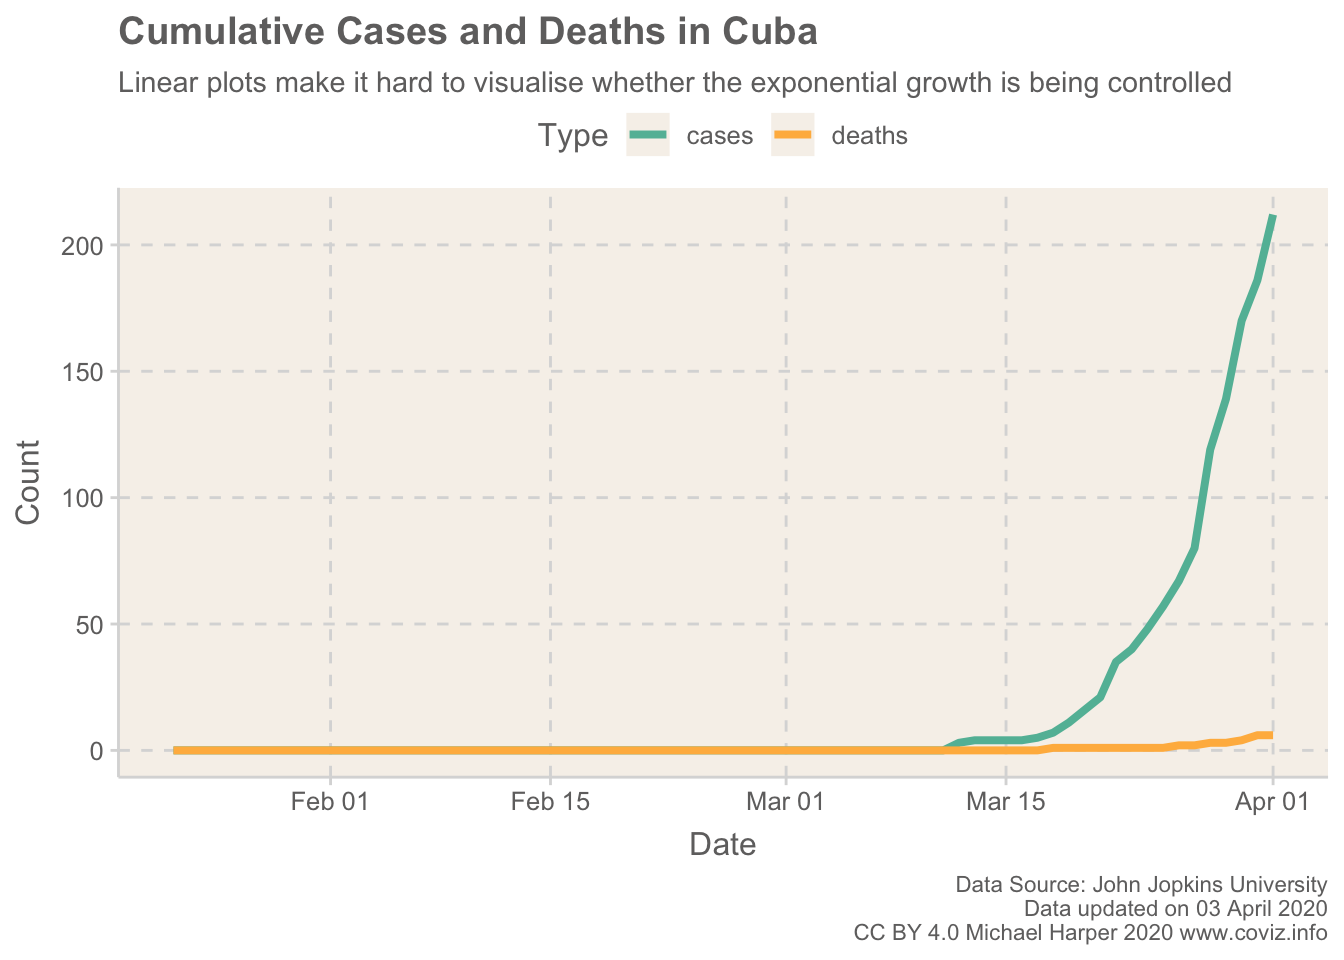 Cumulative Cases and Deaths in Cuba
Linear plots make it hard to visualise whether the exponential growth is being controlled
Type cases deaths
200
150
100
50
0
Count
Feb 01 Feb 15 Mar 01 Mar 15 Apr 01
Date
Data Source: John Jopkins University
Data updated on 03 April 2020
CC BY 4.0 Michael Harper 2020 www.coviz.info